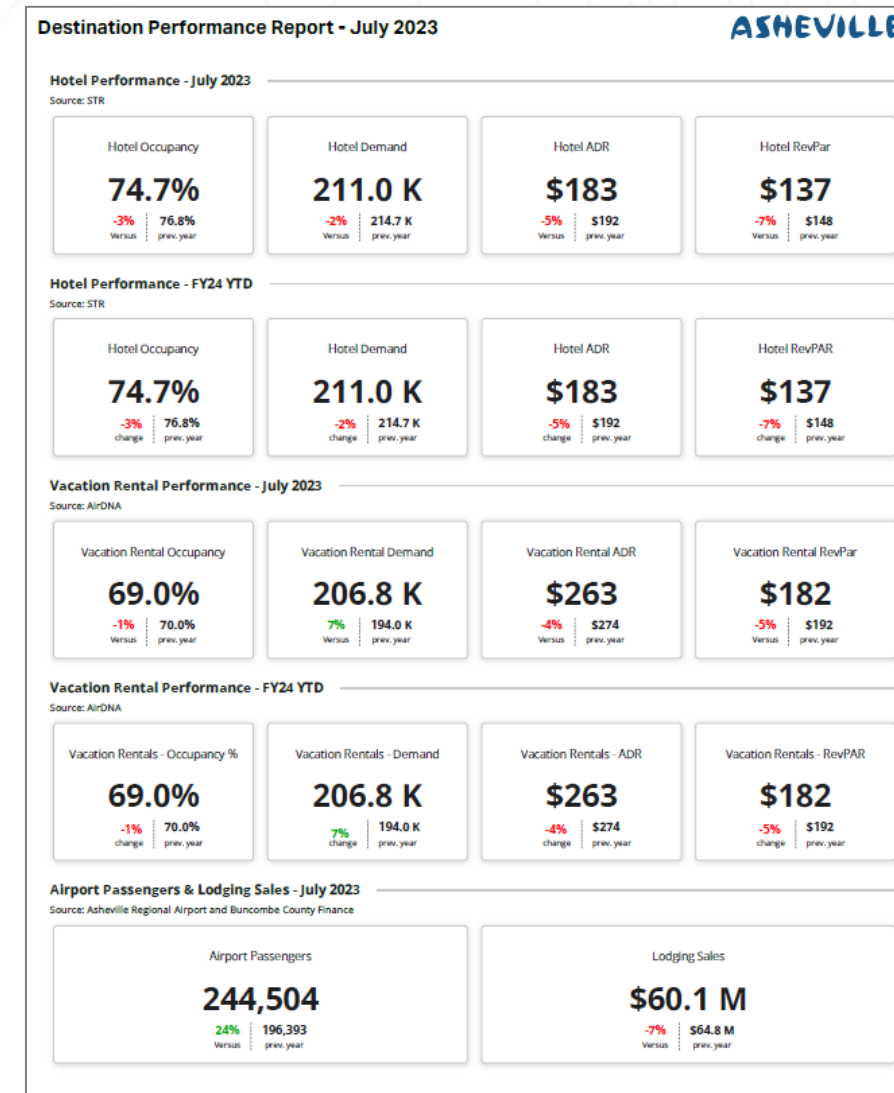 Destination Performance Report - July 2023
ASHEVILLE
Hotel Performance - July 2023
Source: STR
Hotel Occupancy
74.7%
-3% 76.8%
Versus prev. year
Hotel Demand
211.0 K
-2% 214.7 K
Versus prev. year
Hotel ADR
$183
-5% $192
Versus prev. year
Hotel RevPar
$137
-7% $148
Versus prev. year
Hotel Performance - FY24 YTD
Source: STR
Hotel Occupancy
74.7%
-3% 76.8%
change prev. year
Hotel Demand
211.0 K
-2% 214.7 K
change prev. year
Hotel ADR
$183
-5% $192
change prev. year
Hotel RevPAR
$137
-7% $148
change prev. year
Vacation Rental Performance - July 2023
Source: AirDNA
Vacation Rental Occupancy
69.0%
-1% 70.0%
Versus prev. year
Vacation Rental Demand
206.8 K
7% 194.0 K
Versus prev. year
Vacation Rental ADR
$263
-4% $274
Versus prev. year
Vacation Rental RevPar
$182
-5% $192
Versus prev. year
Vacation Rental Performance - FY24 YTD
Source: AirDNA
Vacation Rentals - Occupancy %
69.0%
-1% 70.0%
change prev. year
Vacation Rentals - Demand
206.8 K
7% 194.0 K
change prev. year
Vacation Rentals - ADR
$263
-4% $274
change prev. year
Vacation Rentals - RevPAR
$182
-5% $192
change prev. year
Airport Passengers & Lodging Sales - July 2023
Source: Asheville Regional Airport and Buncombe County Finance
Airport Passengers
244,504
24% 196,393
Versus prev. year
Lodging Sales
$60.1 M
-7% $64.8 M
Versus prev. year